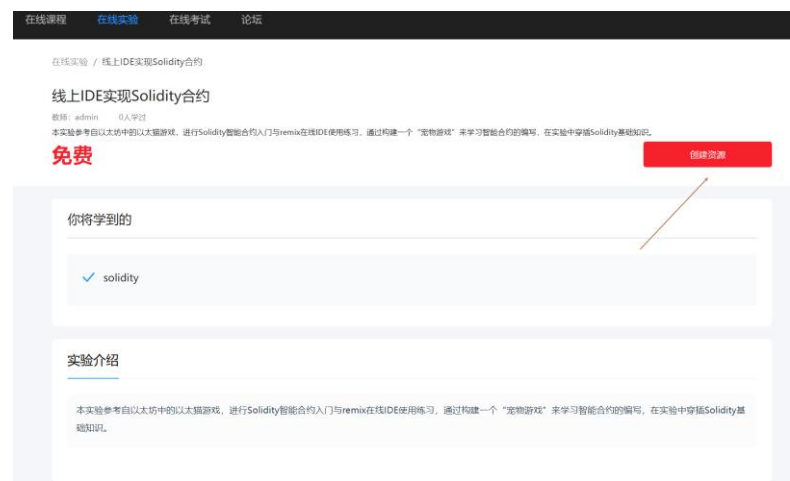 在线课程 在线实验 在线考试 论坛
在线实验 / 线上IDE实现Solidity合约
线上IDE实现Solidity合约
教师: admin 0人学过
本实验参考自以太坊中的以太猫游戏，进行Solidity智能合约入门与remix在线IDE使用练习，通过构建一个“宠物游戏”来学习智能合约的编写，在实验中穿插Solidity基础知识。
免费
创建资源
你将学到的
solidity
实验介绍
本实验参考自以太坊中的以太猫游戏，进行Solidity智能合约入门与remix在线IDE使用练习，通过构建一个“宠物游戏”来学习智能合约的编写，在实验中穿插Solidity基
础知识。